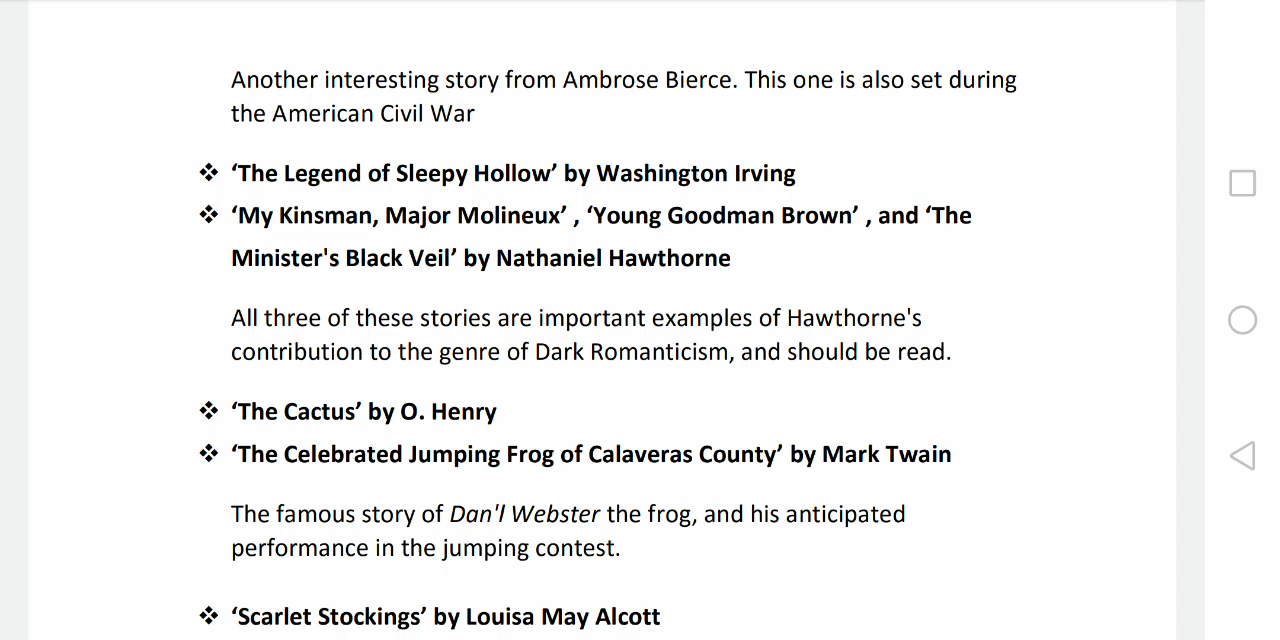 Another interesting story from Ambrose Bierce. This one is also set during
the American Civil War
❖ ‘The Legend of Sleepy Hollow’ by Washington Irving
❖ ‘My Kinsman, Major Molineux’ , ‘Young Goodman Brown’ , and ‘The
Minister's Black Veil’ by Nathaniel Hawthorne
All three of these stories are important examples of Hawthorne's
contribution to the genre of Dark Romanticism, and should be read.
❖ ‘The Cactus’ by O. Henry
❖ ‘The Celebrated Jumping Frog of Calaveras County’ by Mark Twain
The famous story of Dan'l Webster the frog, and his anticipated
performance in the jumping contest.
❖ ‘Scarlet Stockings’ by Louisa May Alcott